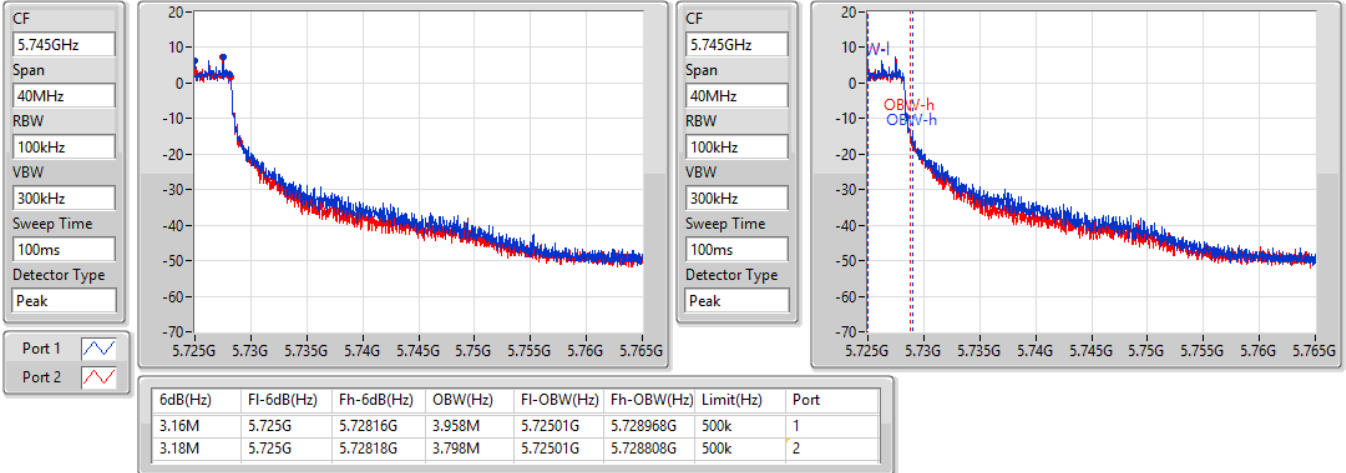 CF
5.745GHz
Span
40MHz
RBW
100kHz
VBW
300kHz
Sweep Time
100ms
Detector Type
Peak
20
10
0
-10
-20
-30
-40
-50
-60
-70
5.725G 5.73G 5.735G 5.74G 5.745G 5.75G 5.755G 5.76G 5.765G
CF
5.745GHz
Span
40MHz
RBW
100kHz
VBW
300kHz
Sweep Time
100ms
Detector Type
Peak
20
10
0
-10
-20
-30
-40
-50
-60
-70
W-l
OBW-h
OBW-h
5.725G 5.73G 5.735G 5.74G 5.745G 5.75G 5.755G 5.76G 5.765G
Port 1
Port 2
6dB(Hz) Fl-6dB(Hz) Fh-6dB(Hz) OBW(Hz) Fl-OBW(Hz) Fh-OBW(Hz) Limit(Hz) Port
3.16M 5.725G 5.72816G 3.958M 5.72501G 5.728968G 500k 1
3.18M 5.725G 5.72818G 3.798M 5.72501G 5.728808G 500k 2